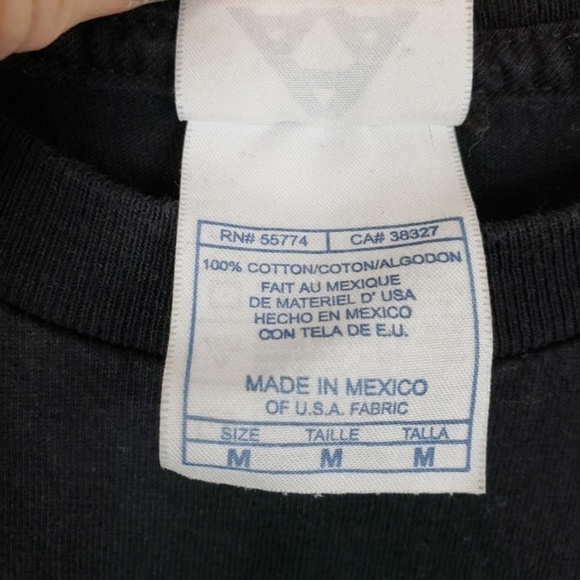 RN# 55774 CA# 38327
100% COTTON/COTON/ALGODON
FAIT AU MEXIQUE
DE MATERIEL D' USA
HECHO EN MEXICO
CON TELA DE E.U.
MADE IN MEXICO
OF U.S.A. FABRIC
SIZE TAILLE TALLA
M M M